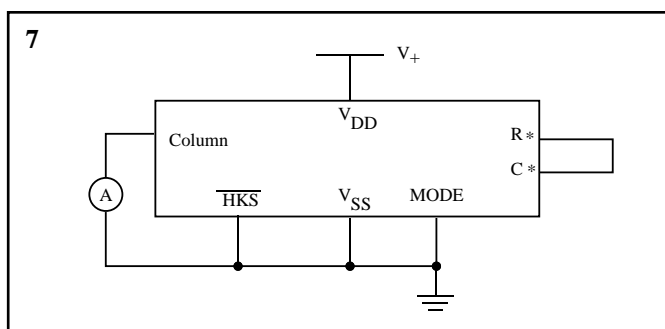 7
V+
VDD
Column
R*
C*
A
HKS
VSS
MODE